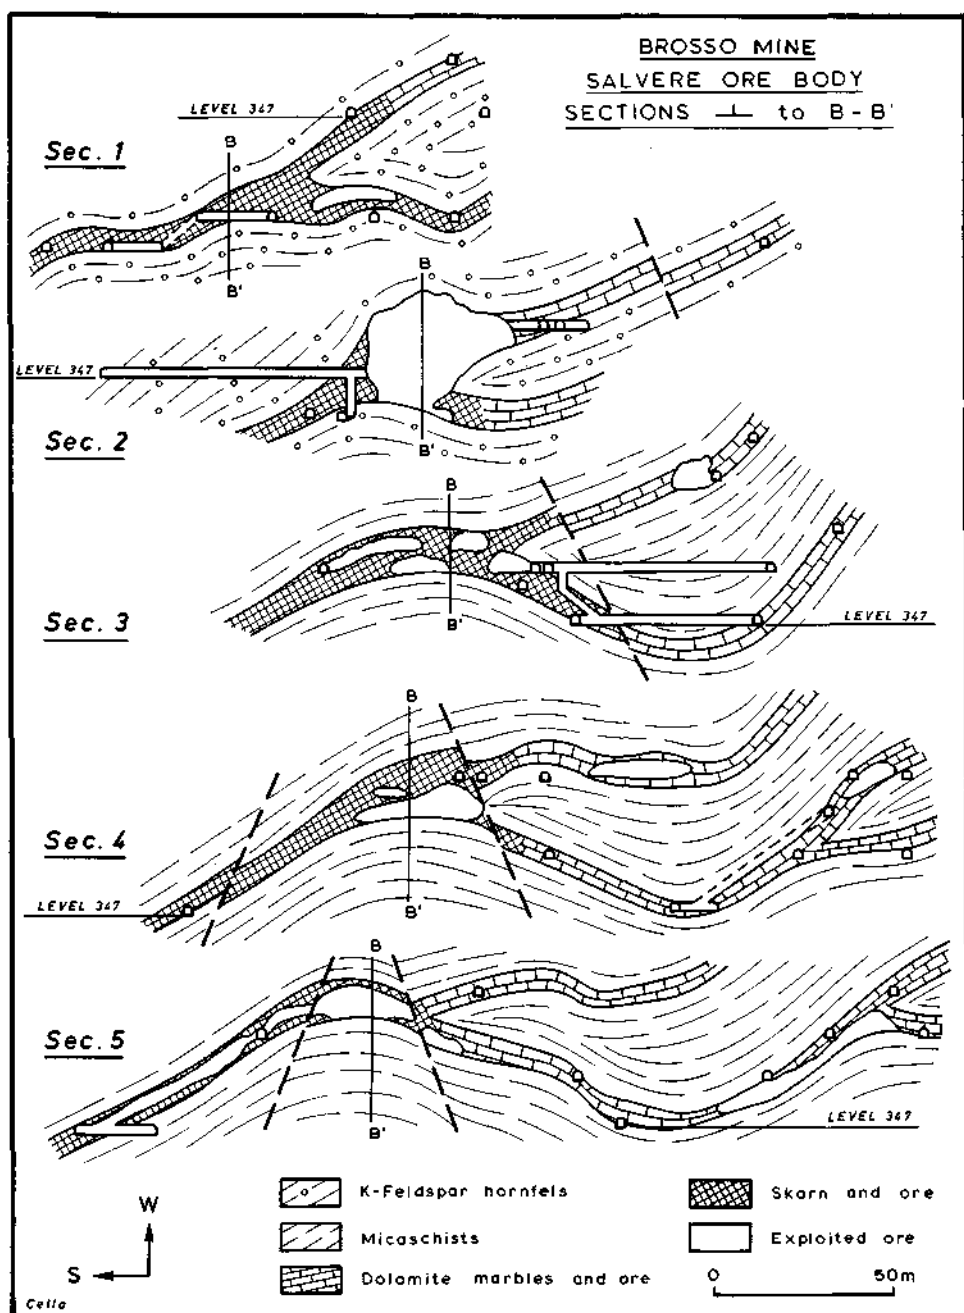 BROSSO MINE
SALVERE ORE BODY
SECTIONS ⊥ to B-B'
LEVEL 347
Sec. 1
B
B'
B
LEVEL 347
B'
Sec. 2
B
B'
Sec. 3
LEVEL 347
B
Sec. 4
B'
LEVEL 347
B
Sec. 5
B'
LEVEL 347
W
S
K-Feldspar hornfels
Micaschists
Dolomite marbles and ore
Skarn and ore
Exploited ore
0 50m
Cella